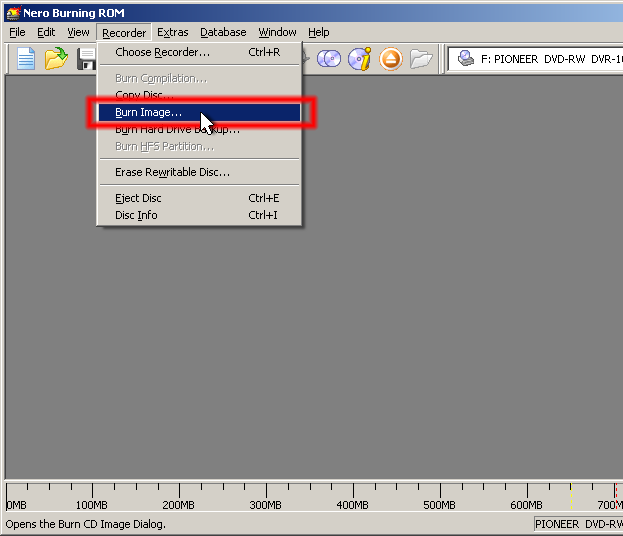 Nero Burning ROM
File Edit View Recorder Extras Database Window Help
F: PIONEER DVD-RW DVR-10
Choose Recorder... Ctrl+R
Burn Compilation...
Copy Disc...
Burn Image...
Burn Hard Drive Backup...
Burn HFS Partition...
Erase Rewritable Disc...
Eject Disc Ctrl+E
Disc Info Ctrl+I
0MB 100MB 200MB 300MB 400MB 500MB 600MB 700M
Opens the Burn CD Image Dialog. PIONEER DVD-RW